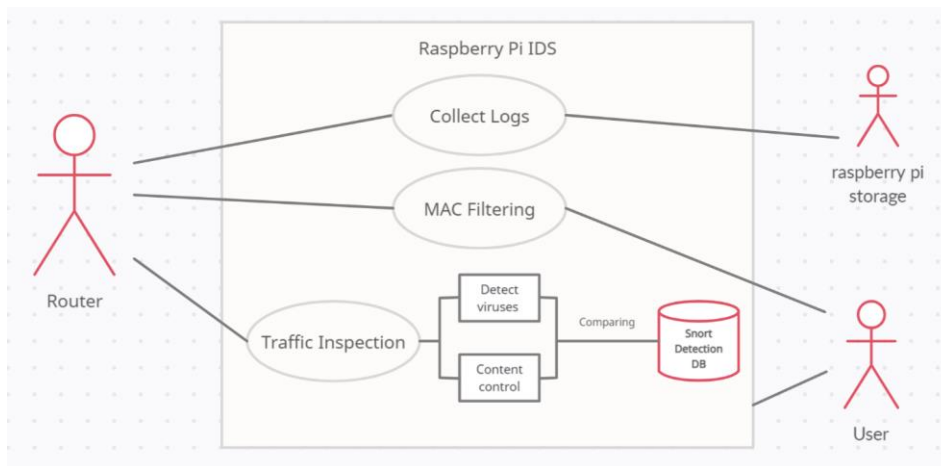 Raspberry Pi IDS
Collect Logs
raspberry pi
storage
MAC Filtering
Router
Detect
viruses
Comparing
Traffic Inspection
Snort
Detection
DB
Content
control
User